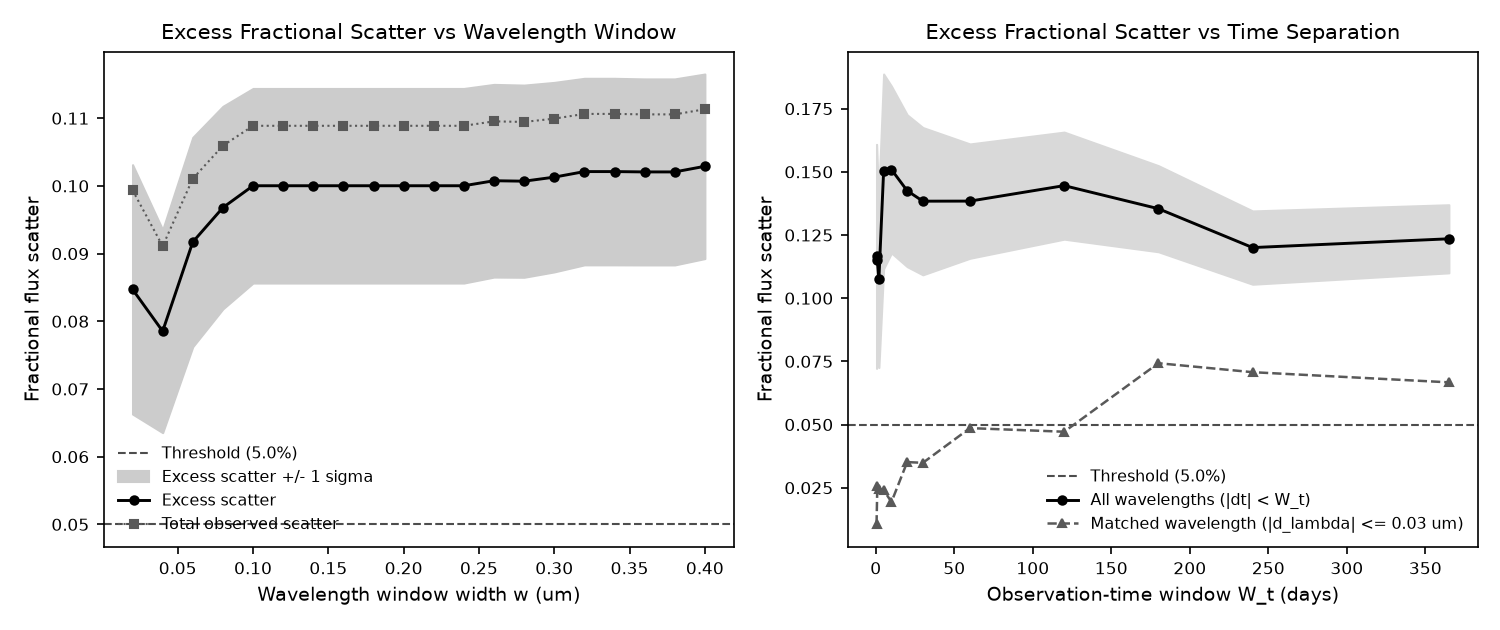 Excess Fractional Scatter vs Wavelength Window
Fractional flux scatter
0.11
0.10
0.09
0.08
0.07
0.06
0.05
Threshold (5.0%)
Excess scatter +/- 1 sigma
Excess scatter
Total observed scatter
0.05 0.10 0.15 0.20 0.25 0.30 0.35 0.40
Wavelength window width w (um)
Excess Fractional Scatter vs Time Separation
Fractional flux scatter
0.175
0.150
0.125
0.100
0.075
0.050
0.025
Threshold (5.0%)
All wavelengths (|dt| < W_t)
Matched wavelength (|d_lambda| <= 0.03 um)
0 50 100 150 200 250 300 350
Observation-time window W_t (days)